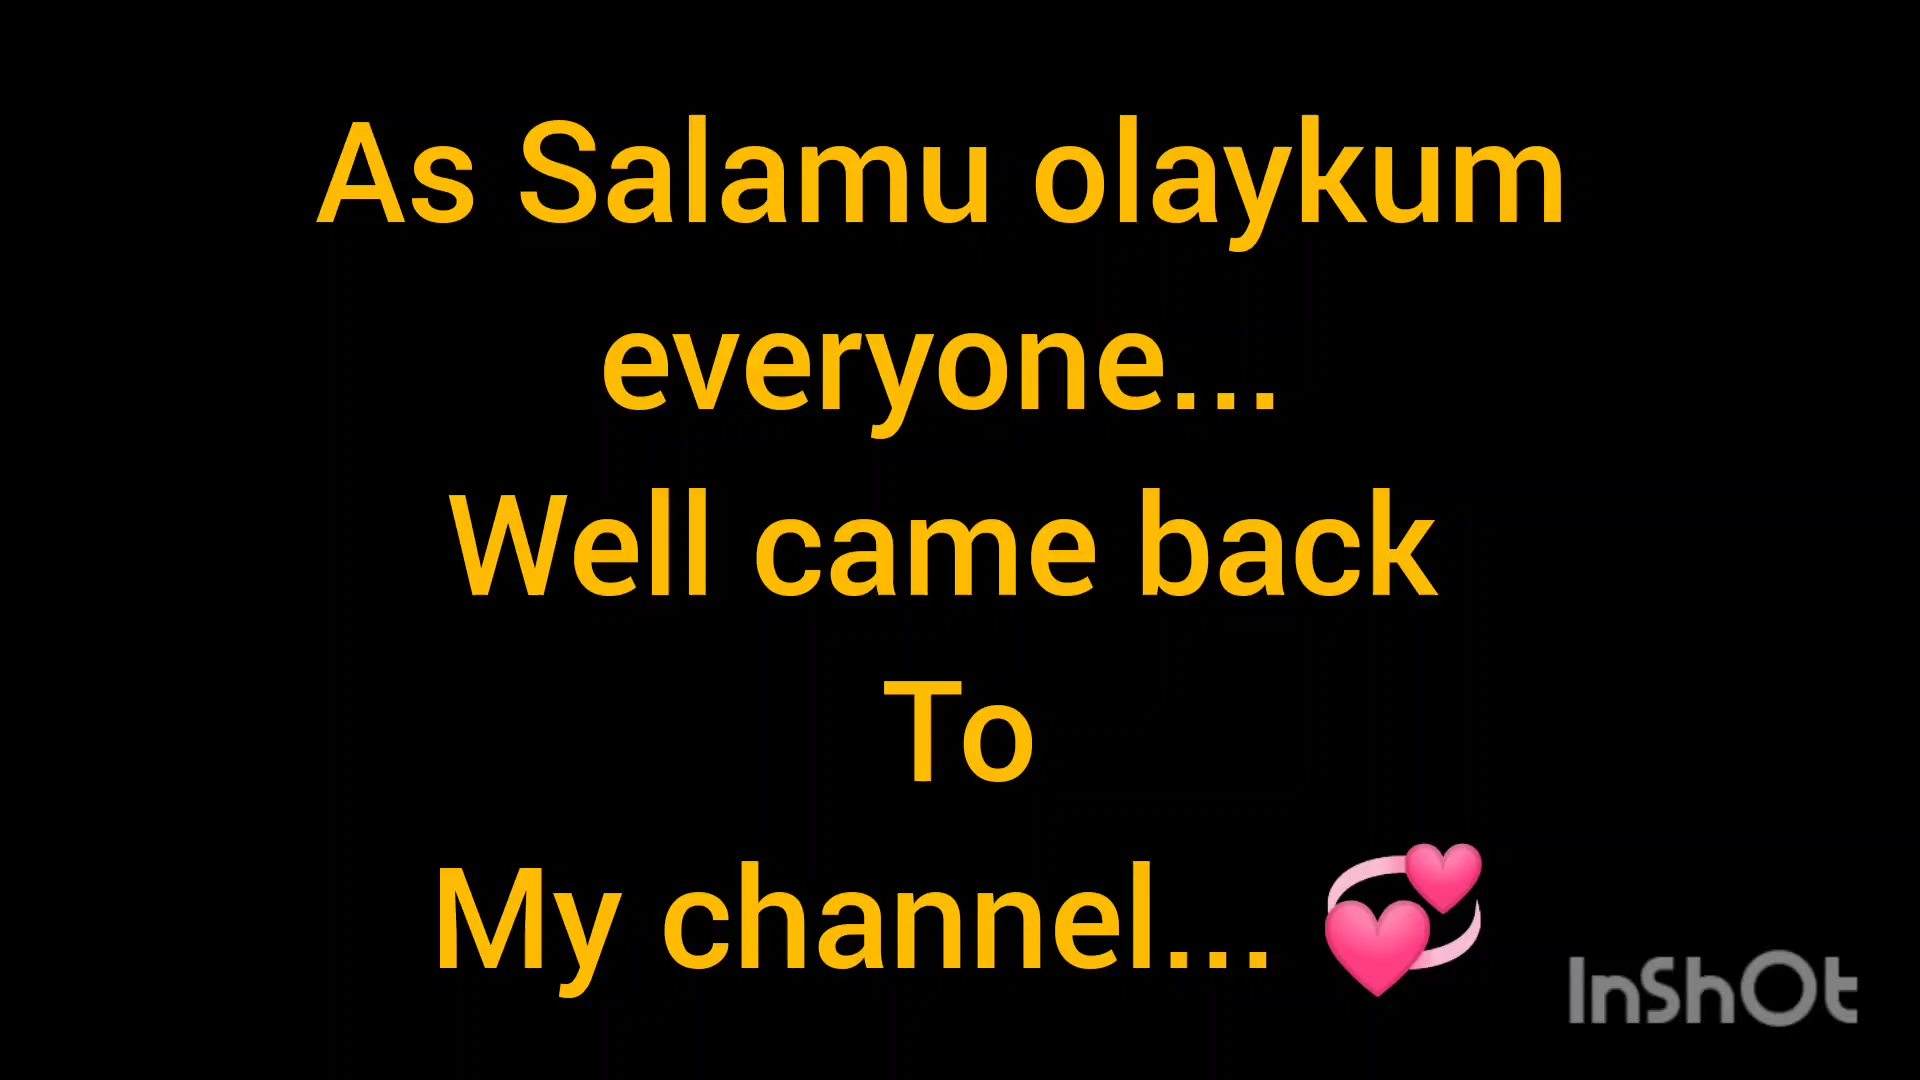 As Salamu olaykum
everyone...
Well came back
To
My channel... 💞
InShOt